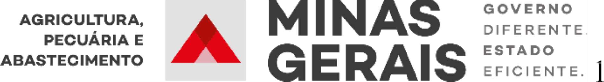 AGRICULTURA,
PECUÁRIA E
ABASTECIMENTO
MINAS
GERAIS
GOVERNO
DIFERENTE.
ESTADO
EFICIENTE.
1